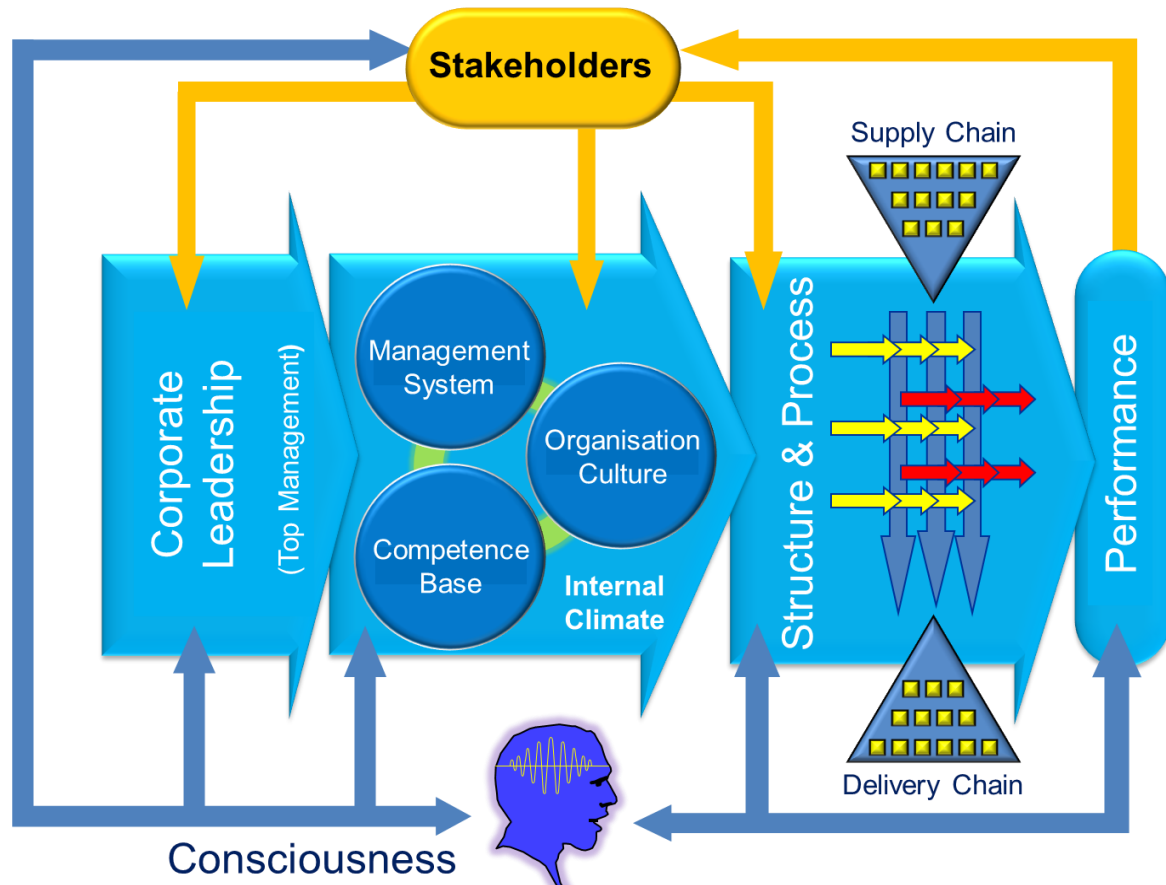 Stakeholders
Supply Chain
Corporate
Leadership
(Top Management)
Management
System
Organisation
Culture
Competence
Base
Internal
Climate
Structure & Process
Performance
Delivery Chain
Consciousness